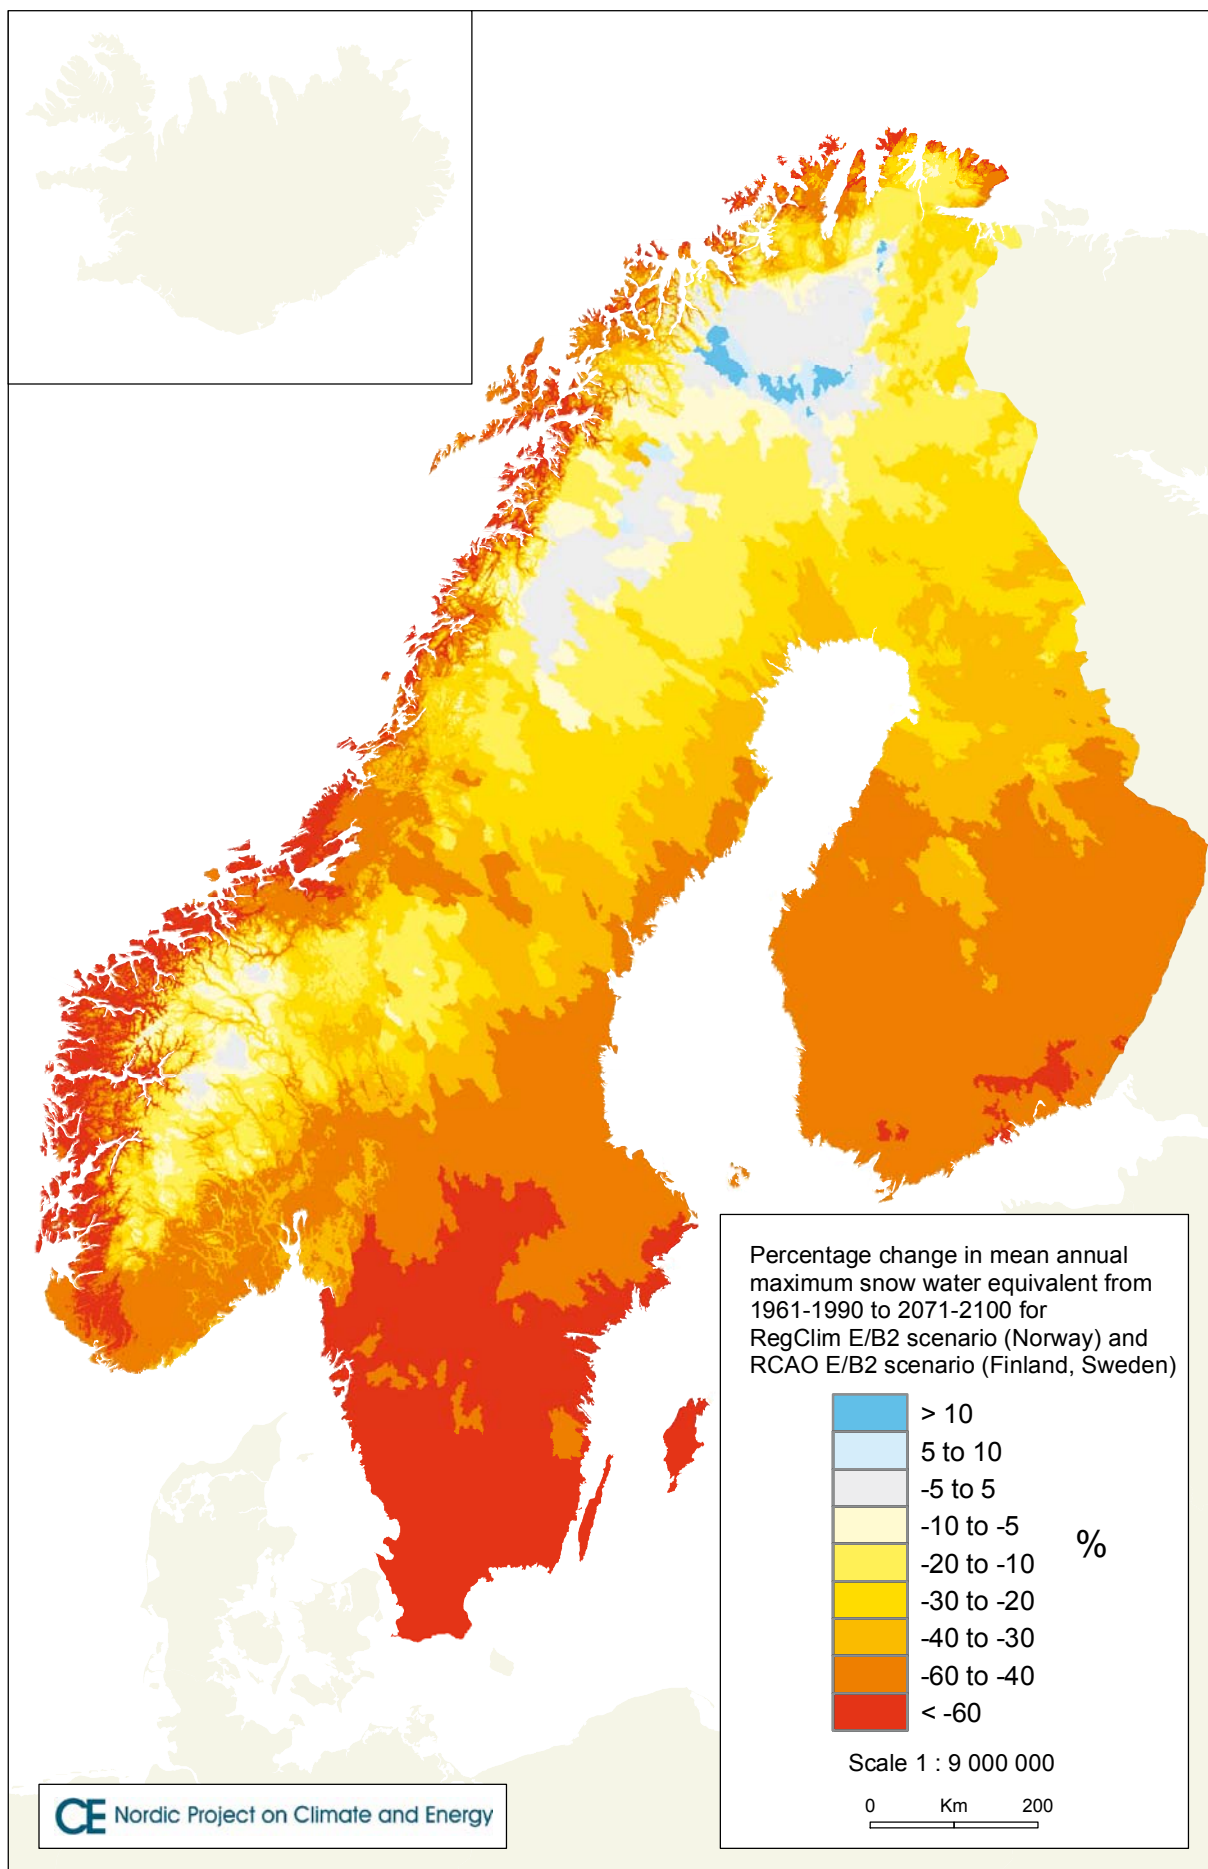 Percentage change in mean annual
maximum snow water equivalent from
1961-1990 to 2071-2100 for
RegClim E/B2 scenario (Norway) and
RCAO E/B2 scenario (Finland, Sweden)
> 10
5 to 10
-5 to 5
-10 to -5
%
-20 to -10
-30 to -20
-40 to -30
-60 to -40
< -60
Scale 1 : 9 000 000
0 Km 200
CE Nordic Project on Climate and Energy